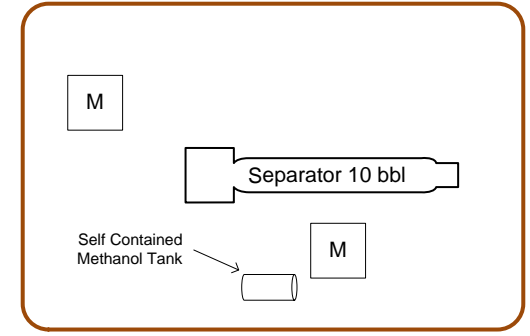 M
Separator 10 bbl
Self Contained
Methanol Tank
M